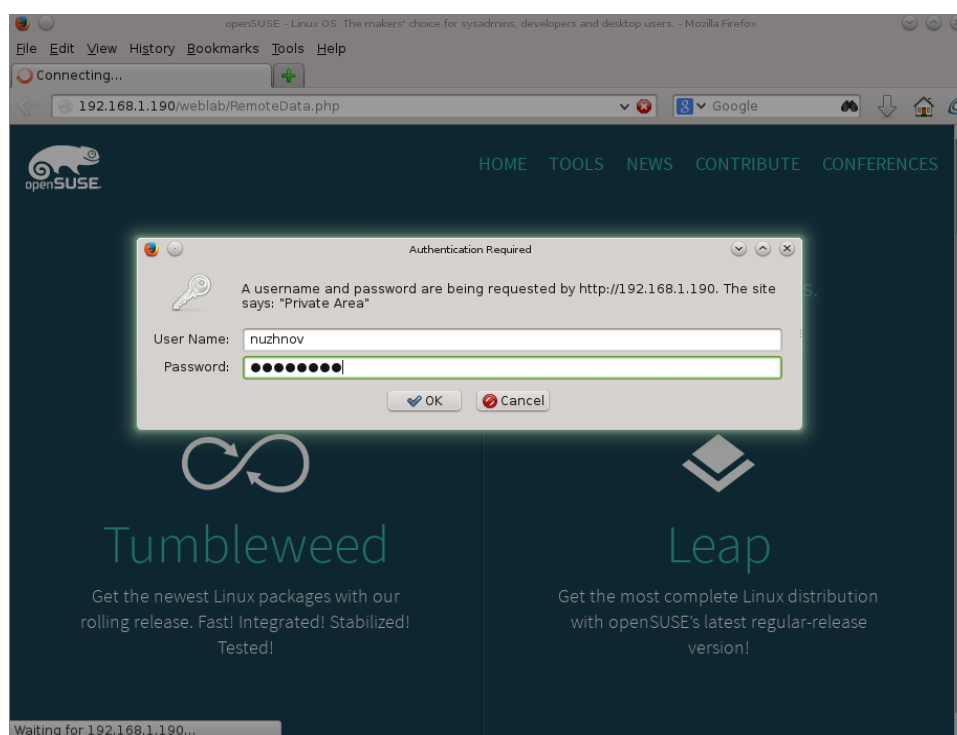 openSUSE - Linux OS. The makers' choice for sysadmins, developers and desktop users. - Mozilla Firefox
File Edit View History Bookmarks Tools Help
Connecting...
192.168.1.190/weblab/RemoteData.php
Google
openSUSE.
HOME TOOLS NEWS CONTRIBUTE CONFERENCES
Authentication Required
A username and password are being requested by http://192.168.1.190. The site
says: "Private Area"
User Name: nuzhnov
Password: ●●●●●●●●
OK Cancel
Tumbleweed
Get the newest Linux packages with our
rolling release. Fast! Integrated! Stabilized!
Tested!
Leap
Get the most complete Linux distribution
with openSUSE's latest regular-release
version!
Waiting for 192.168.1.190...